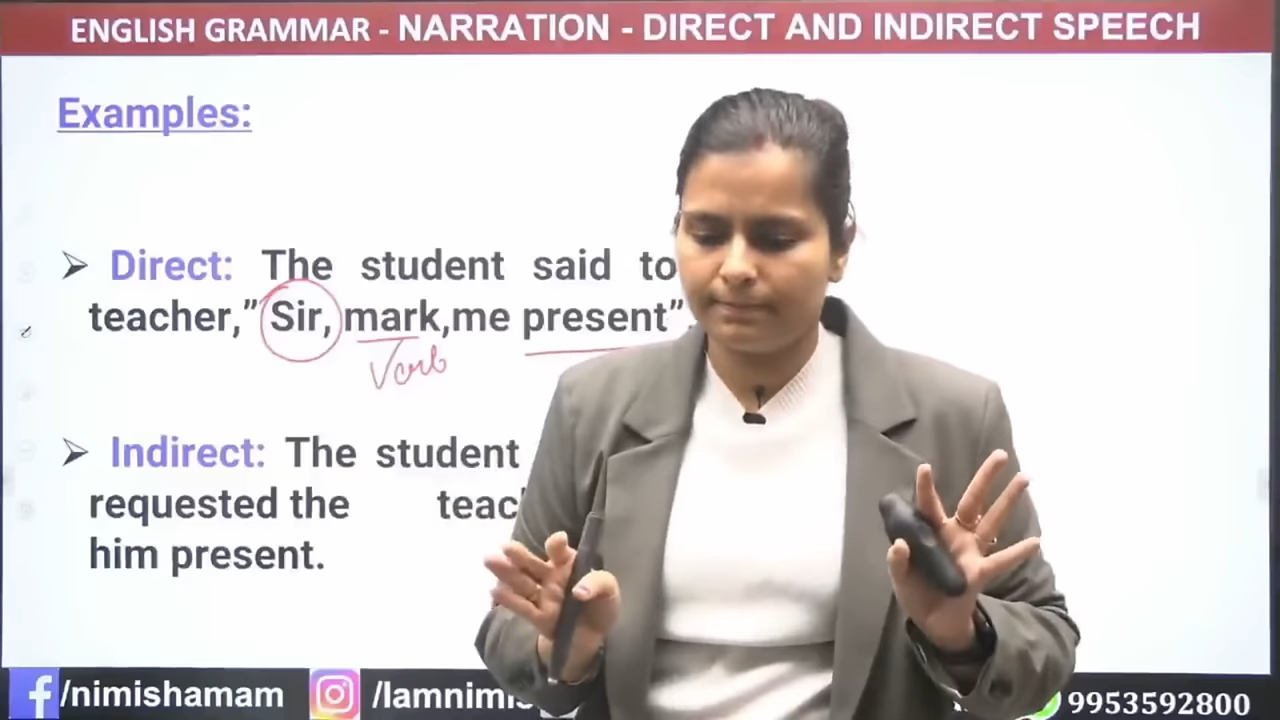 ENGLISH GRAMMAR - NARRATION - DIRECT AND INDIRECT SPEECH
Examples:
➢ Direct: The student said to
teacher,” Sir, mark,me present”.
Verb
➢ Indirect: The student
requested the teac
him present.
/nimishamam /Iamnimis 9953592800